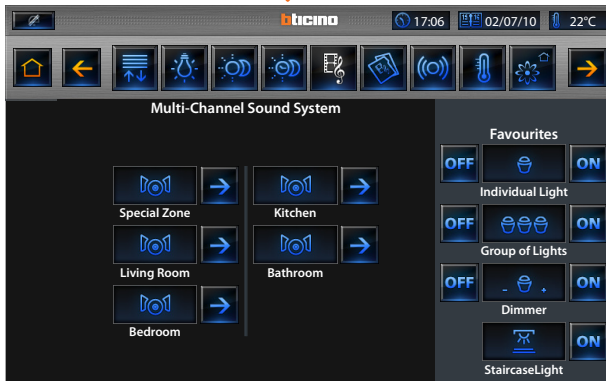 bticino
17:06
02/07/10
22°C
Multi-Channel Sound System
Special Zone
Kitchen
Living Room
Bathroom
Bedroom
Favourites
OFF
ON
Individual Light
OFF
ON
Group of Lights
OFF
- +
ON
Dimmer
ON
StaircaseLight